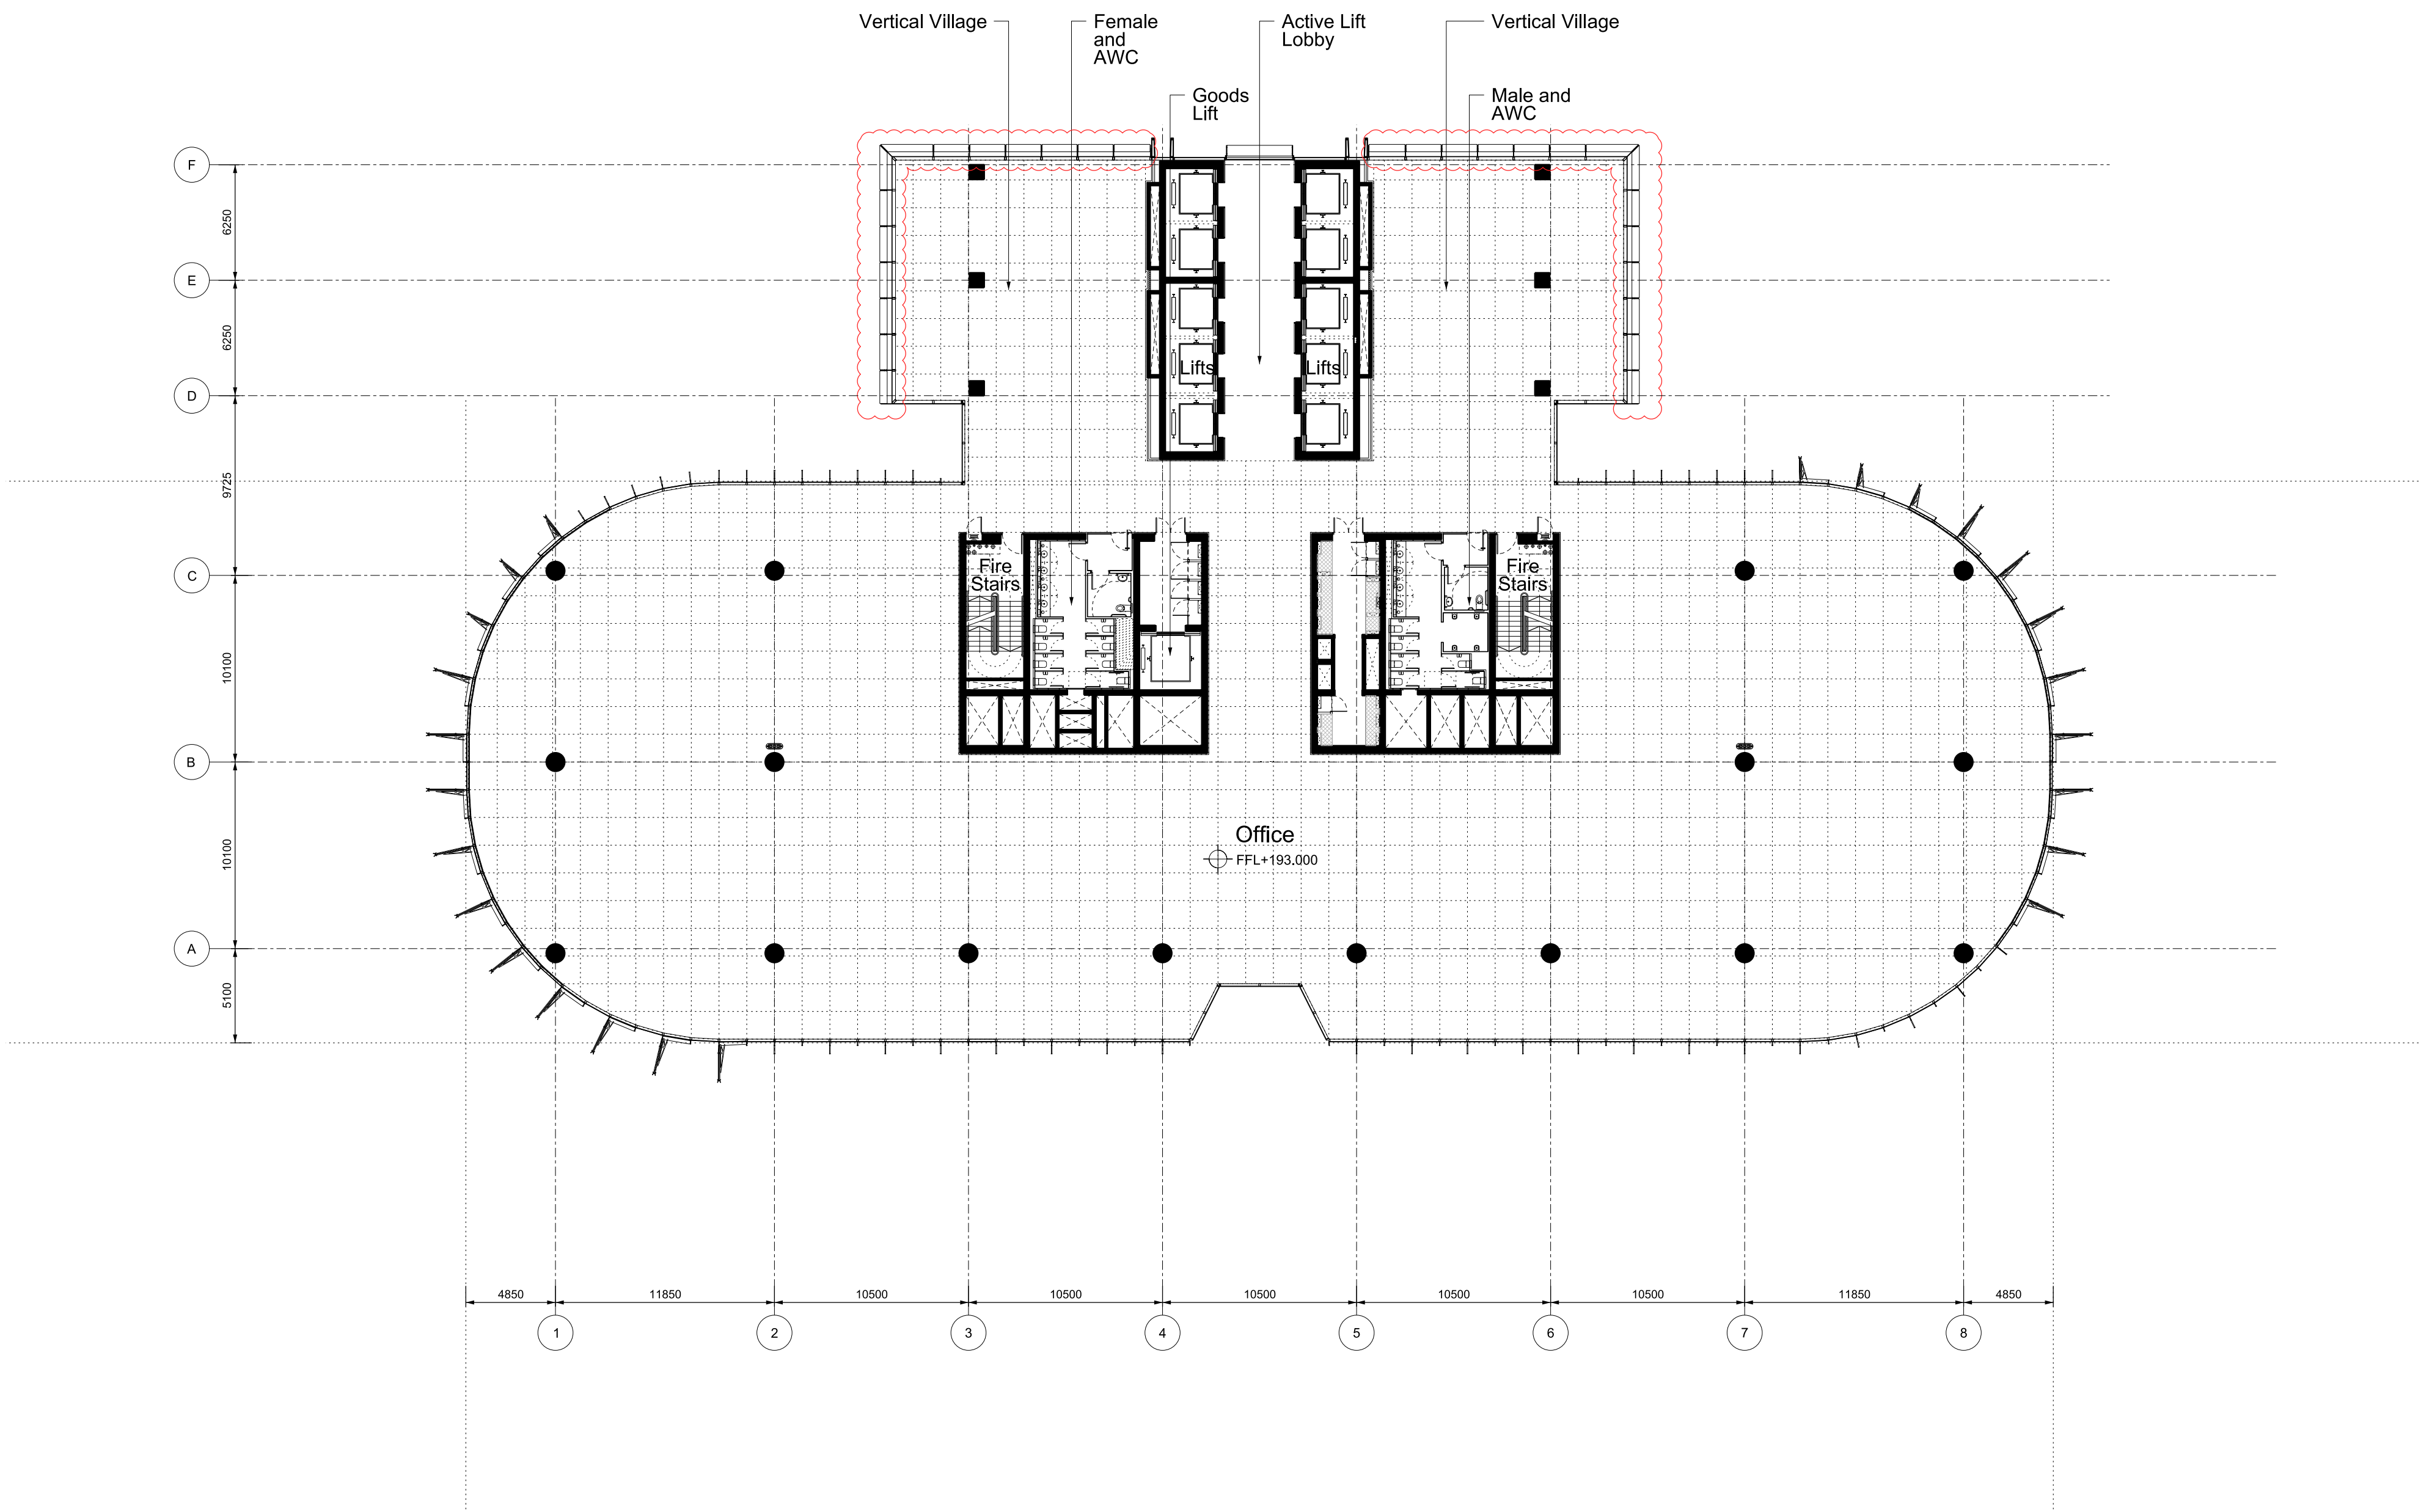 Vertical Village
Female
and
AWC
Active Lift
Lobby
Vertical Village
Goods
Lift
Male and
AWC
F
6250
E
6250
Lifts
Lifts
D
9725
Fire
Stairs
Fire
Stairs
C
10100
B
Office
FFL+193.000
10100
A
5100
4850
11850
10500
10500
10500
10500
10500
11850
4850
1
2
3
4
5
6
7
8